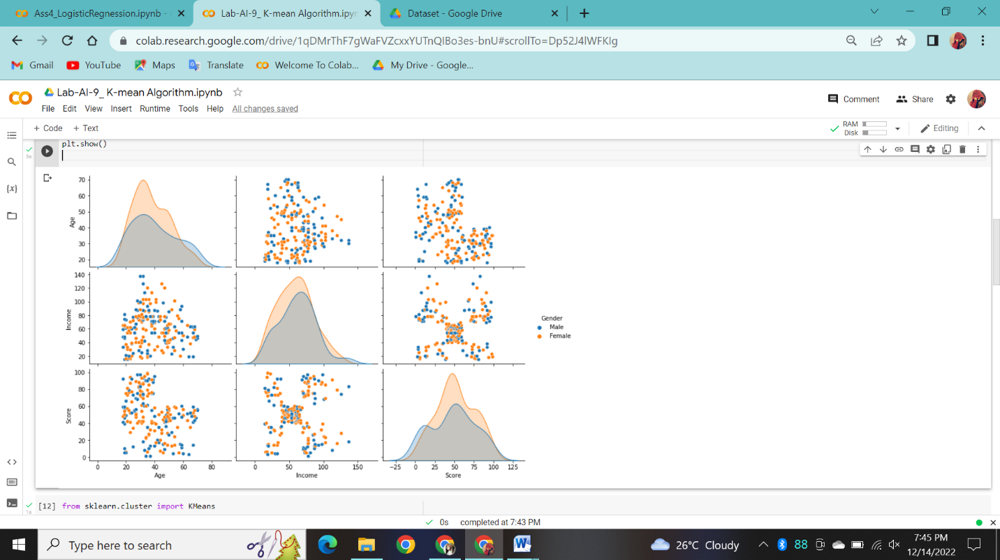 Ass4_LogisticRegnession.ipynb -
Lab-AI-9_ K-mean Algorithm.ipyn
Dataset - Google Drive
colab.research.google.com/drive/1qDMrThF7gWaFVZcxxYUTnQIBo3es-bnU#scrollTo=Dp52J4lWFKIg
Gmail YouTube Maps Translate Welcome To Colab... My Drive - Google...
Lab-AI-9_ K-mean Algorithm.ipynb
Comment Share
File Edit View Insert Runtime Tools Help All changes saved
+ Code + Text
RAM
Disk
Editing
plt.show()
5s
{x}
70
60
50
40
30
20
Age
140
120
100
80
60
40
20
Income
Gender
Male
Female
100
80
60
40
20
0
Score
0 20 40 60 80
Age
0 50 100 150
Income
−25 0 25 50 75 100 125
Score
1s
[12] from sklearn.cluster import KMeans
0s completed at 7:43 PM
Type here to search
88
26°C Cloudy
7:45 PM
12/14/2022